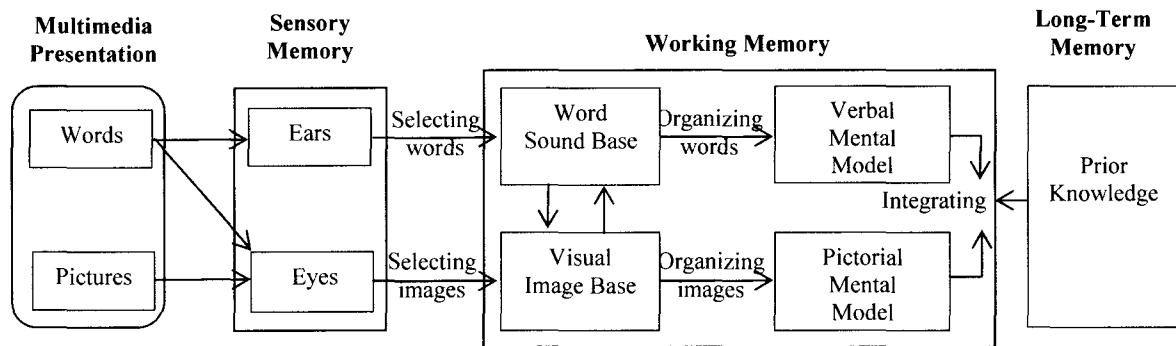 Multimedia
Presentation
Sensory
Memory
Working Memory
Long-Term
Memory
Words
Pictures
Ears
Eyes
Selecting
words
Selecting
images
Word
Sound Base
Visual
Image Base
Organizing
words
Organizing
images
Verbal
Mental
Model
Pictorial
Mental
Model
Integrating
Prior
Knowledge